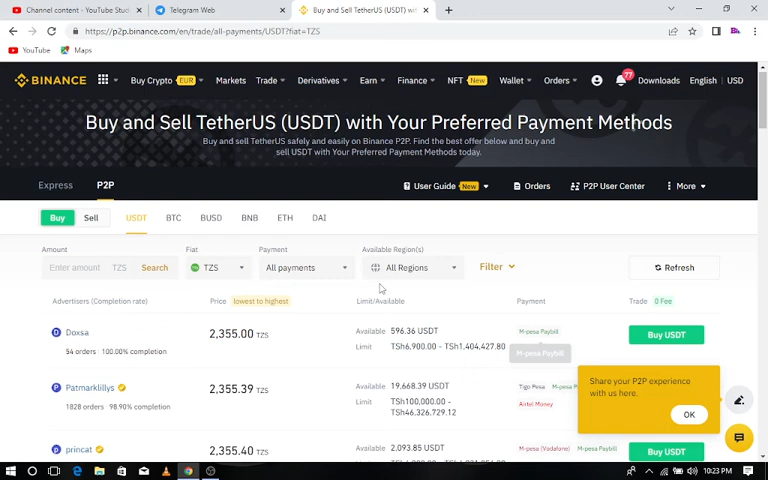 Channel content - YouTube Stud
Telegram Web
Buy and Sell TetherUS (USDT) wit
https://p2p.binance.com/en/trade/all-payments/USDT?fiat=TZS
YouTube
Maps
BINANCE
Buy Crypto EUR
Markets
Trade
Derivatives
Earn
Finance
NFT New
Wallet
Orders
77
Downloads
English
USD
Buy and Sell TetherUS (USDT) with Your Preferred Payment Methods
Buy and sell TetherUS safely and easily on Binance P2P. Find the best offer below and buy and
sell USDT with Your Preferred Payment Methods today.
Express
P2P
User Guide New
Orders
P2P User Center
More
Buy
Sell
USDT
BTC
BUSD
BNB
ETH
DAI
Amount
Fiat
Payment
Available Region(s)
Enter amount TZS Search
TZS
All payments
All Regions
Filter
Refresh
Advertisers (Completion rate)
Price lowest to highest
Limit/Available
Payment
Trade 0 Fee
Doxsa
54 orders 100.00% completion
2,355.00 TZS
Available 596.36 USDT
Limit TSh6,900.00 - TSh1,404,427.80
M-pesa Paybill
M-pesa Paybill
Buy USDT
Patmarklillys
1828 orders 98.90% completion
2,355.39 TZS
Available 19,668.39 USDT
Limit TSh100,000.00 -
TSh46,326,729.12
Tigo Pesa M-pesa P
Airtel Money
Share your P2P experience
with us here.
OK
princat
2,355.40 TZS
Available 2,093.85 USDT
M-pesa (Vodafone) M-pesa Paybill
Buy USDT
10:23 PM